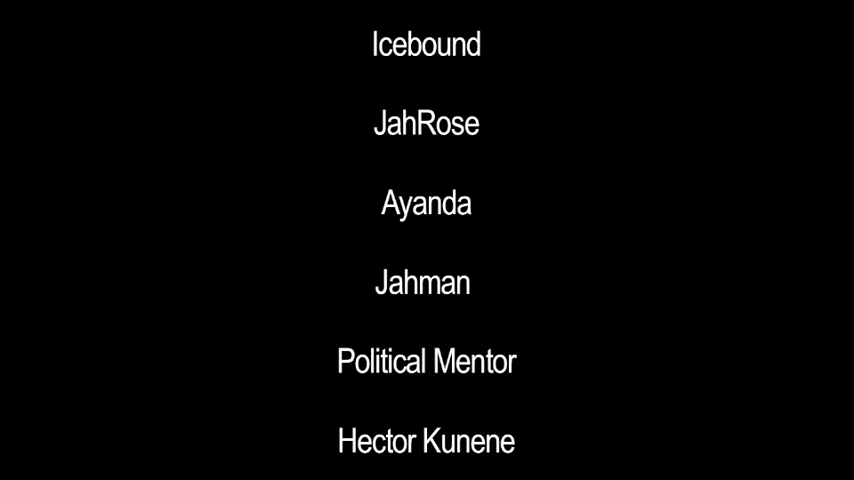 Icebound
JahRose
Ayanda
Jahman
Political Mentor
Hector Kunene